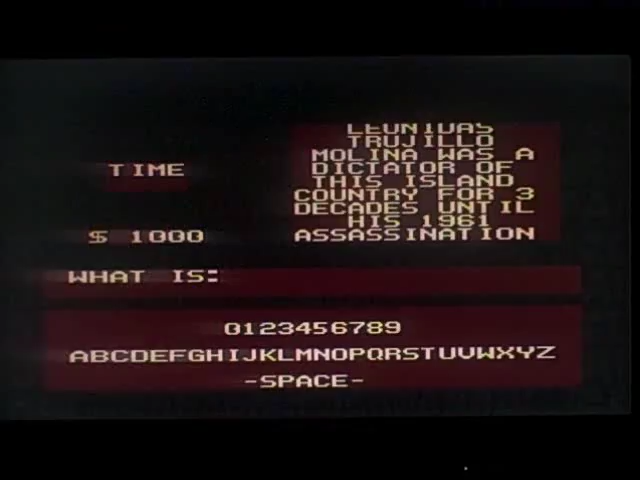 LEONIDAS
TRUJILLO
MOLINA WAS A
DICTATOR OF
THIS ISLAND
COUNTRY FOR 3
DECADES UNTIL
HIS 1961
ASSASSINATION
TIME
$ 1000
WHAT IS:
0123456789
ABCDEFGHIJKLMNOPQRSTUVWXYZ
-SPACE-